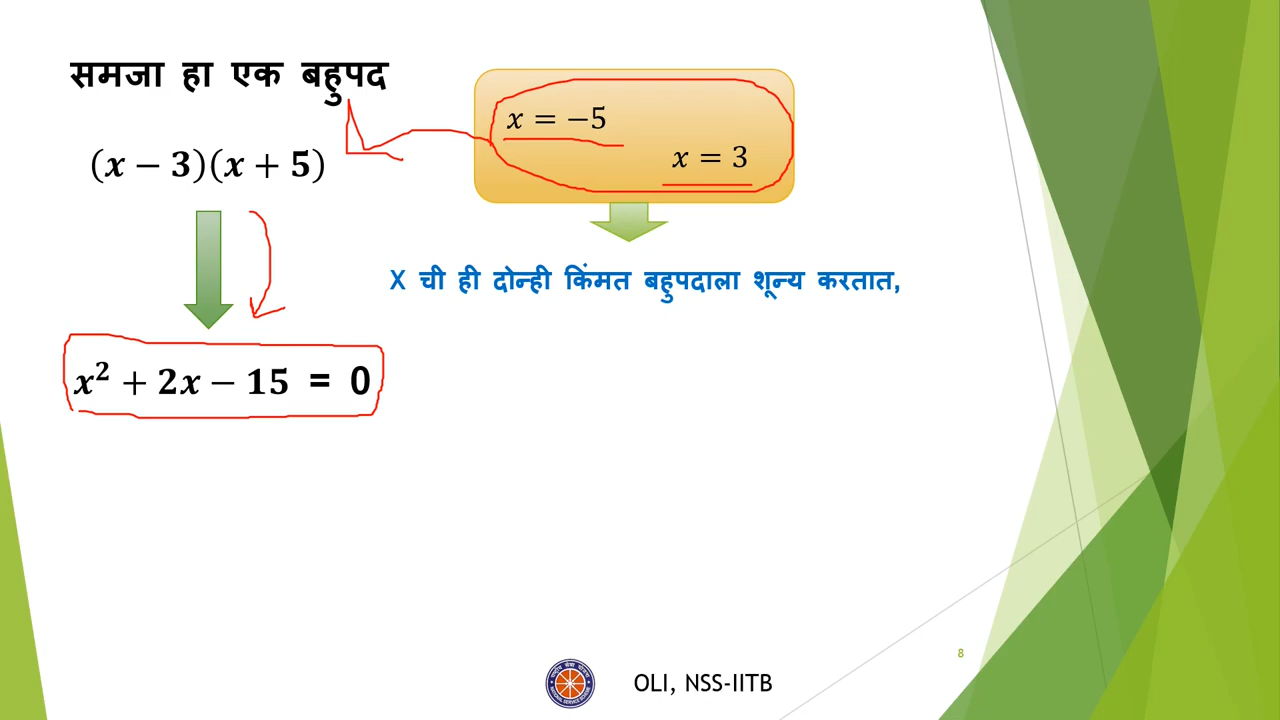 समजा हा एक बहुपद
(x − 3)(x + 5)
x = −5
x = 3
X ची ही दोन्ही किंमत बहुपदाला शून्य करतात,
x² + 2x − 15 = 0
8
OLI, NSS-IITB